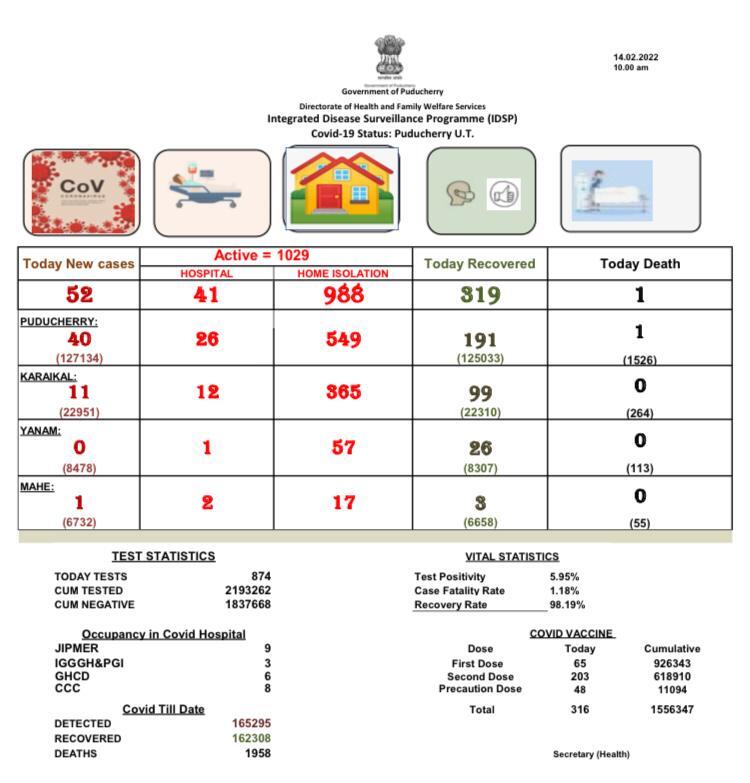 14.02.2022
10.00 am
Government of Puducherry
Government of Puducherry
Directorate of Health and Family Welfare Services
Integrated Disease Surveillance Programme (IDSP)
Covid-19 Status: Puducherry U.T.
CoV
CORONAVIRUS
Today New cases
Active = 1029
HOSPITAL HOME ISOLATION
Today Recovered
Today Death
52 41 988 319 1
PUDUCHERRY:
40 26 549 191 1
(127134) (125033) (1526)
KARAIKAL:
11 12 365 99 0
(22951) (22310) (264)
YANAM:
0 1 57 26 0
(8478) (8307) (113)
MAHE:
1 2 17 3 0
(6732) (6658) (55)
TEST STATISTICS
TODAY TESTS 874
CUM TESTED 2193262
CUM NEGATIVE 1837668
VITAL STATISTICS
Test Positivity 5.95%
Case Fatality Rate 1.18%
Recovery Rate 98.19%
Occupancy in Covid Hospital
JIPMER 9
IGGGH&PGI 3
GHCD 6
CCC 8
COVID VACCINE
Dose Today Cumulative
First Dose 65 926343
Second Dose 203 618910
Precaution Dose 48 11094
Total 316 1556347
Covid Till Date
DETECTED 165295
RECOVERED 162308
DEATHS 1958
Secretary (Health)